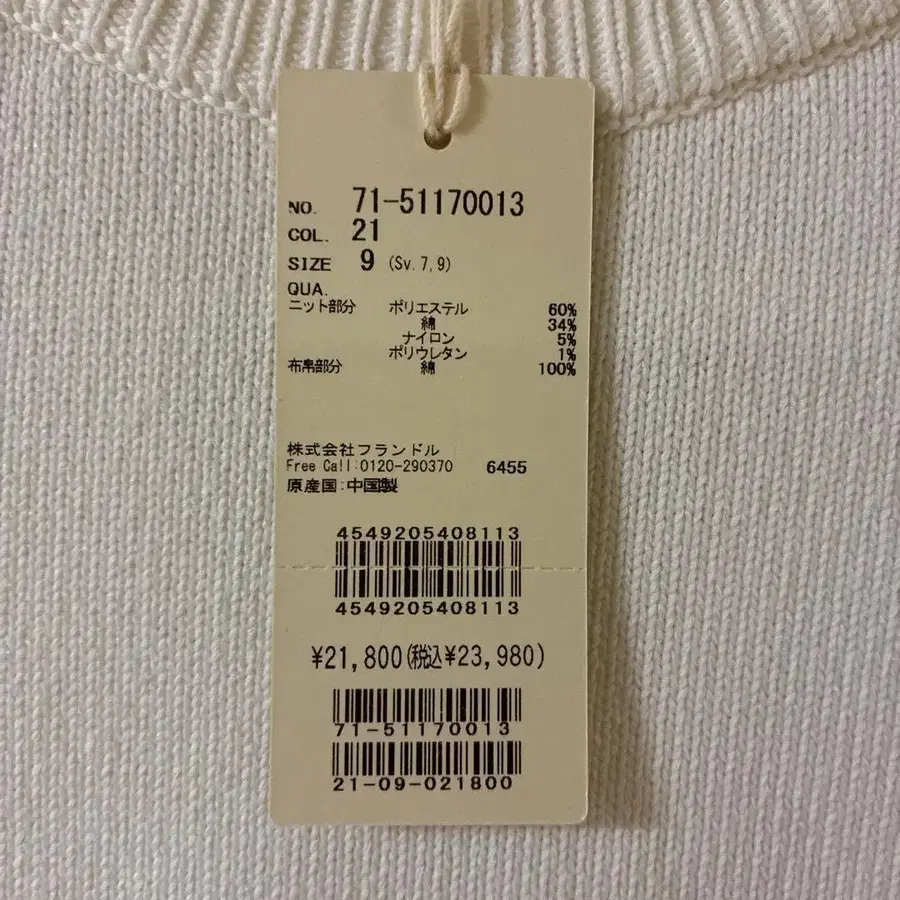 NO. 71-51170013
COL. 21
SIZE 9 (Sv.7,9)
QUA.
ニット部分 ポリエステル 60%
綿 34%
ナイロン 5%
ポリウレタン 1%
布帛部分 綿 100%
株式会社フランドル
Free Call:0120-290370 6455
原産国:中国製
4549205408113
4549205408113
¥21,800(税込¥23,980)
71-51170013
21-09-021800